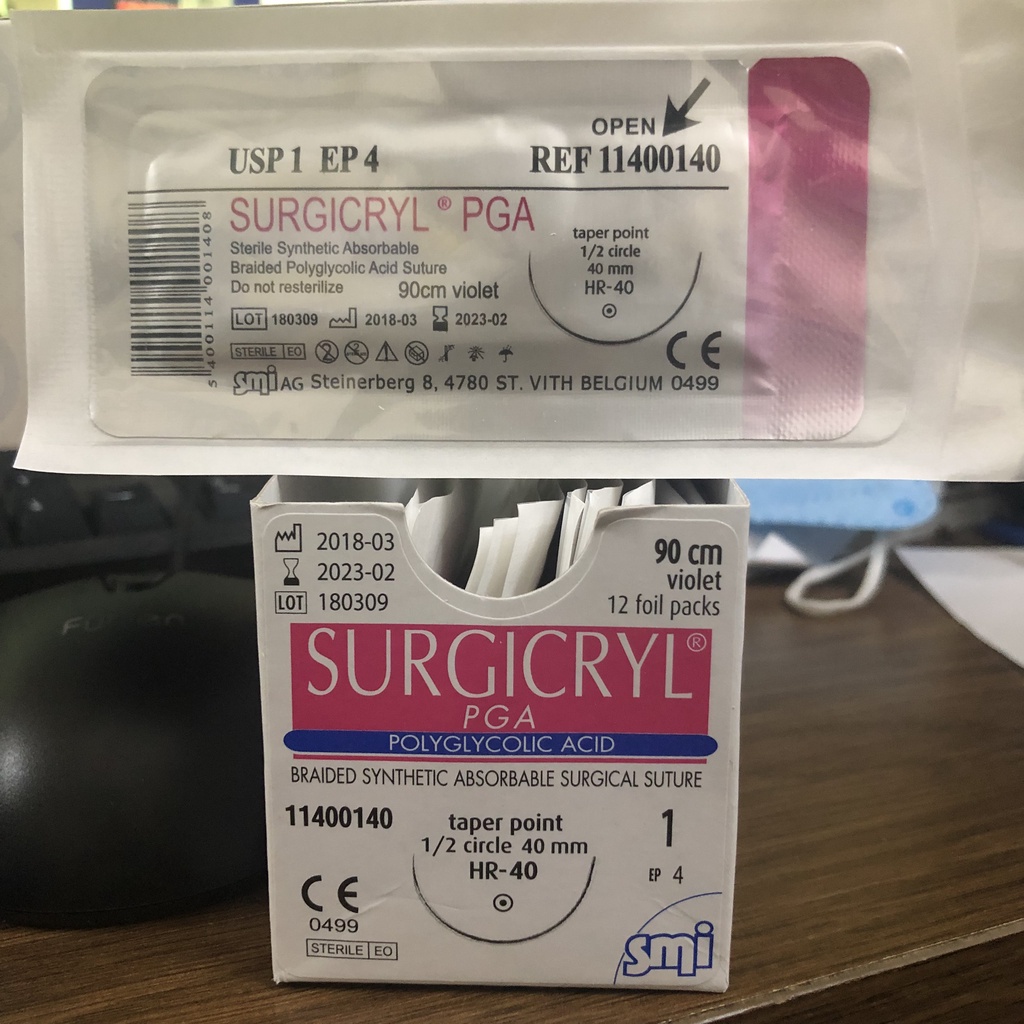 OPEN
USP 1 EP 4 REF 11400140
SURGICRYL® PGA
Sterile Synthetic Absorbable
Braided Polyglycolic Acid Suture
Do not resterilize 90cm violet
taper point
1/2 circle
40 mm
HR-40
LOT 180309 2018-03 2023-02
STERILE EO
CE
smi AG Steinerberg 8, 4780 ST. VITH BELGIUM 0499
5 400114 001408
2018-03
2023-02
LOT 180309
90 cm
violet
12 foil packs
SURGICRYL®
PGA
POLYGLYCOLIC ACID
BRAIDED SYNTHETIC ABSORBABLE SURGICAL SUTURE
11400140
taper point
1/2 circle 40 mm
HR-40
1
EP 4
CE
0499
STERILE EO
smi